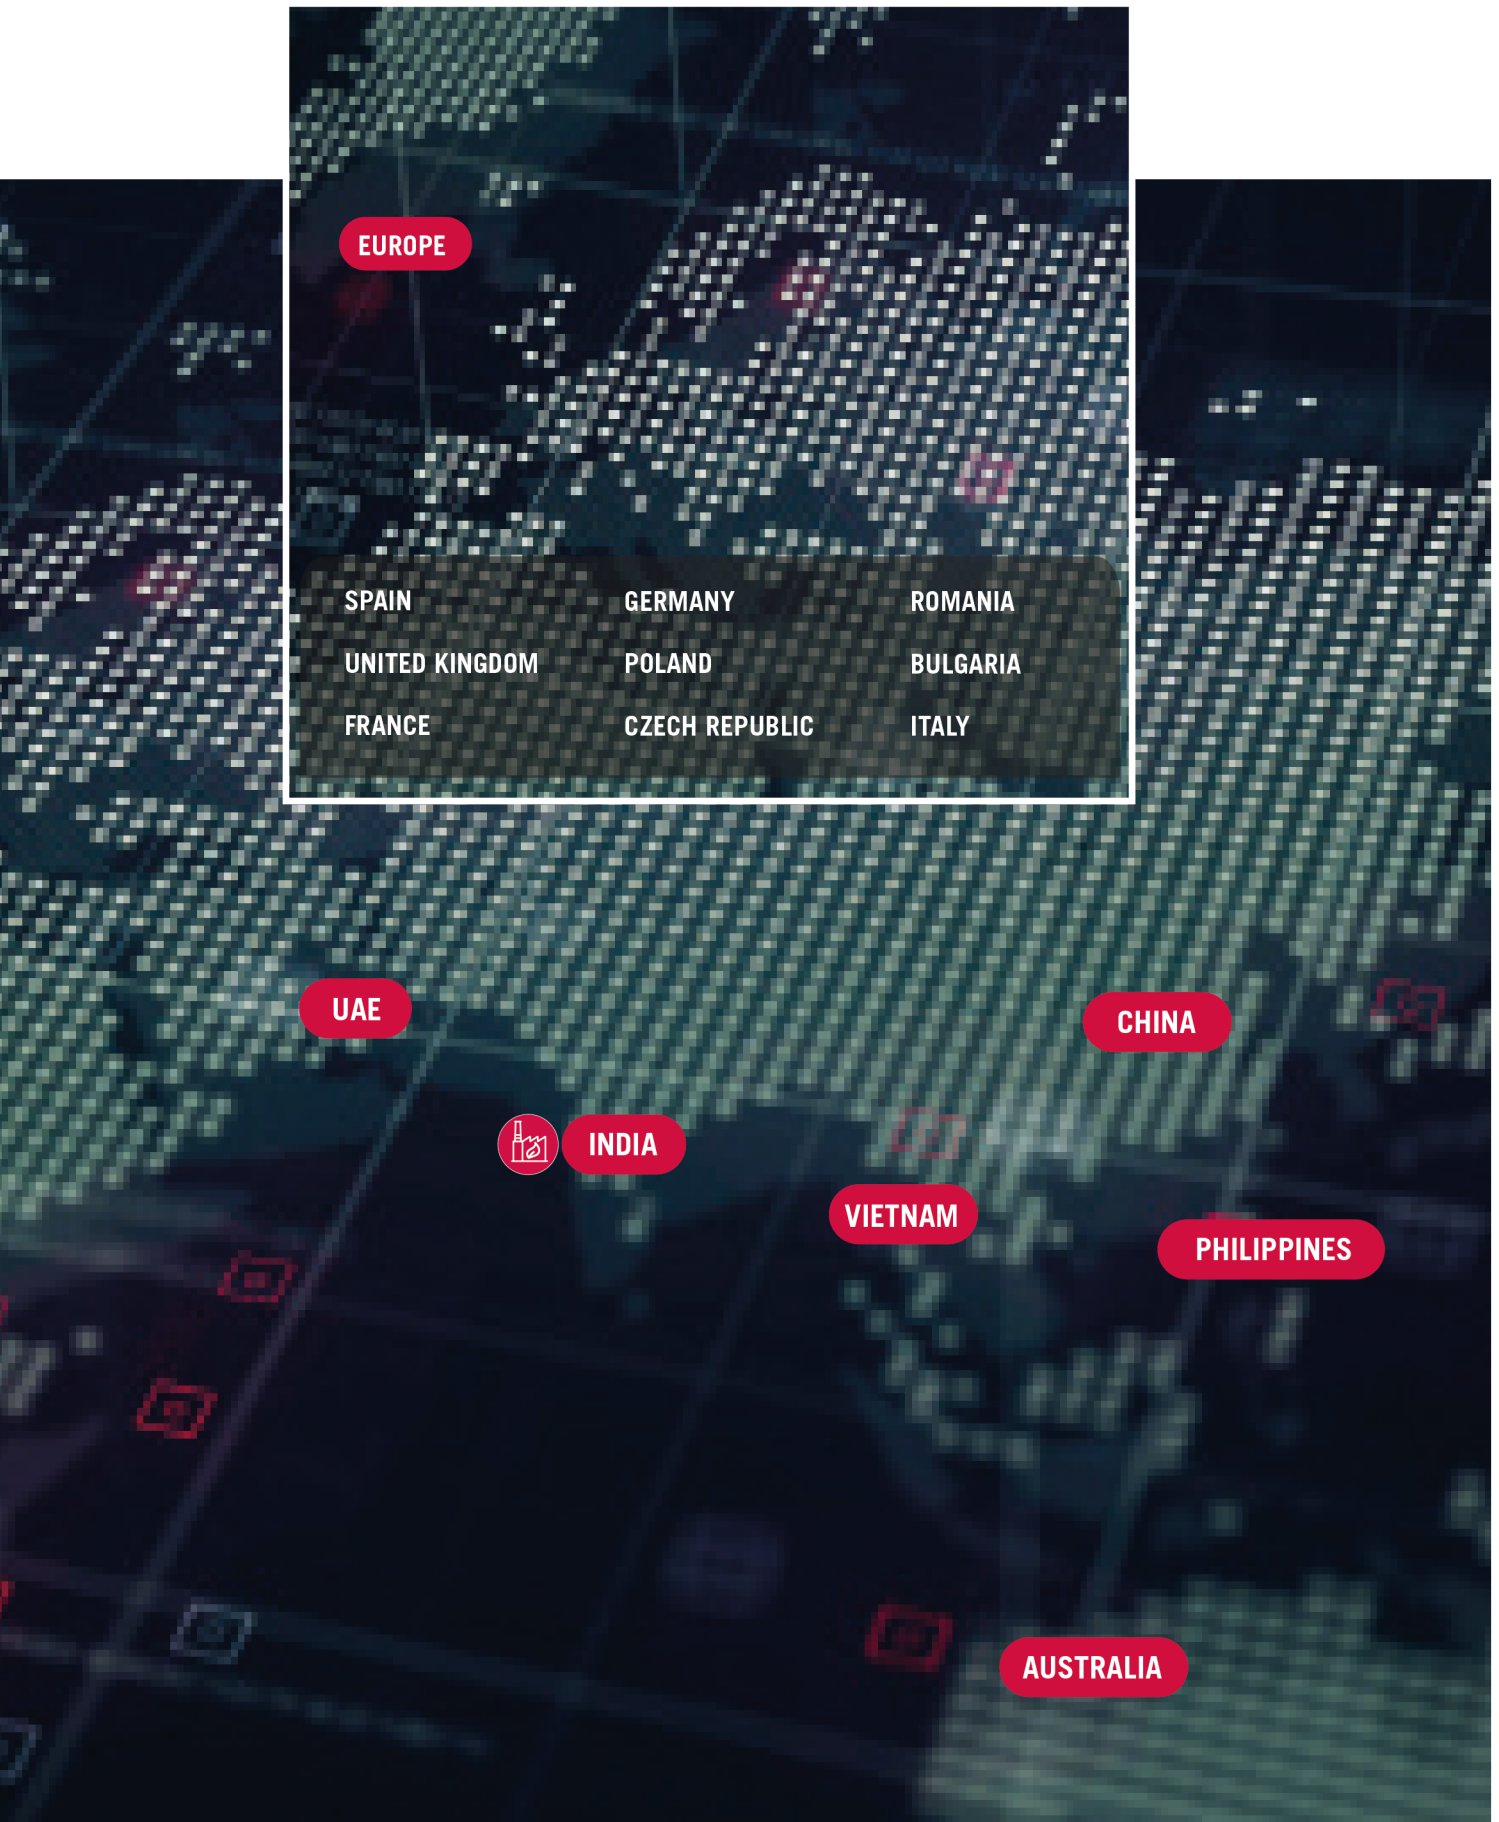 EUROPE
SPAIN
GERMANY
ROMANIA
UNITED KINGDOM
POLAND
BULGARIA
FRANCE
CZECH REPUBLIC
ITALY
UAE
CHINA
INDIA
VIETNAM
PHILIPPINES
AUSTRALIA